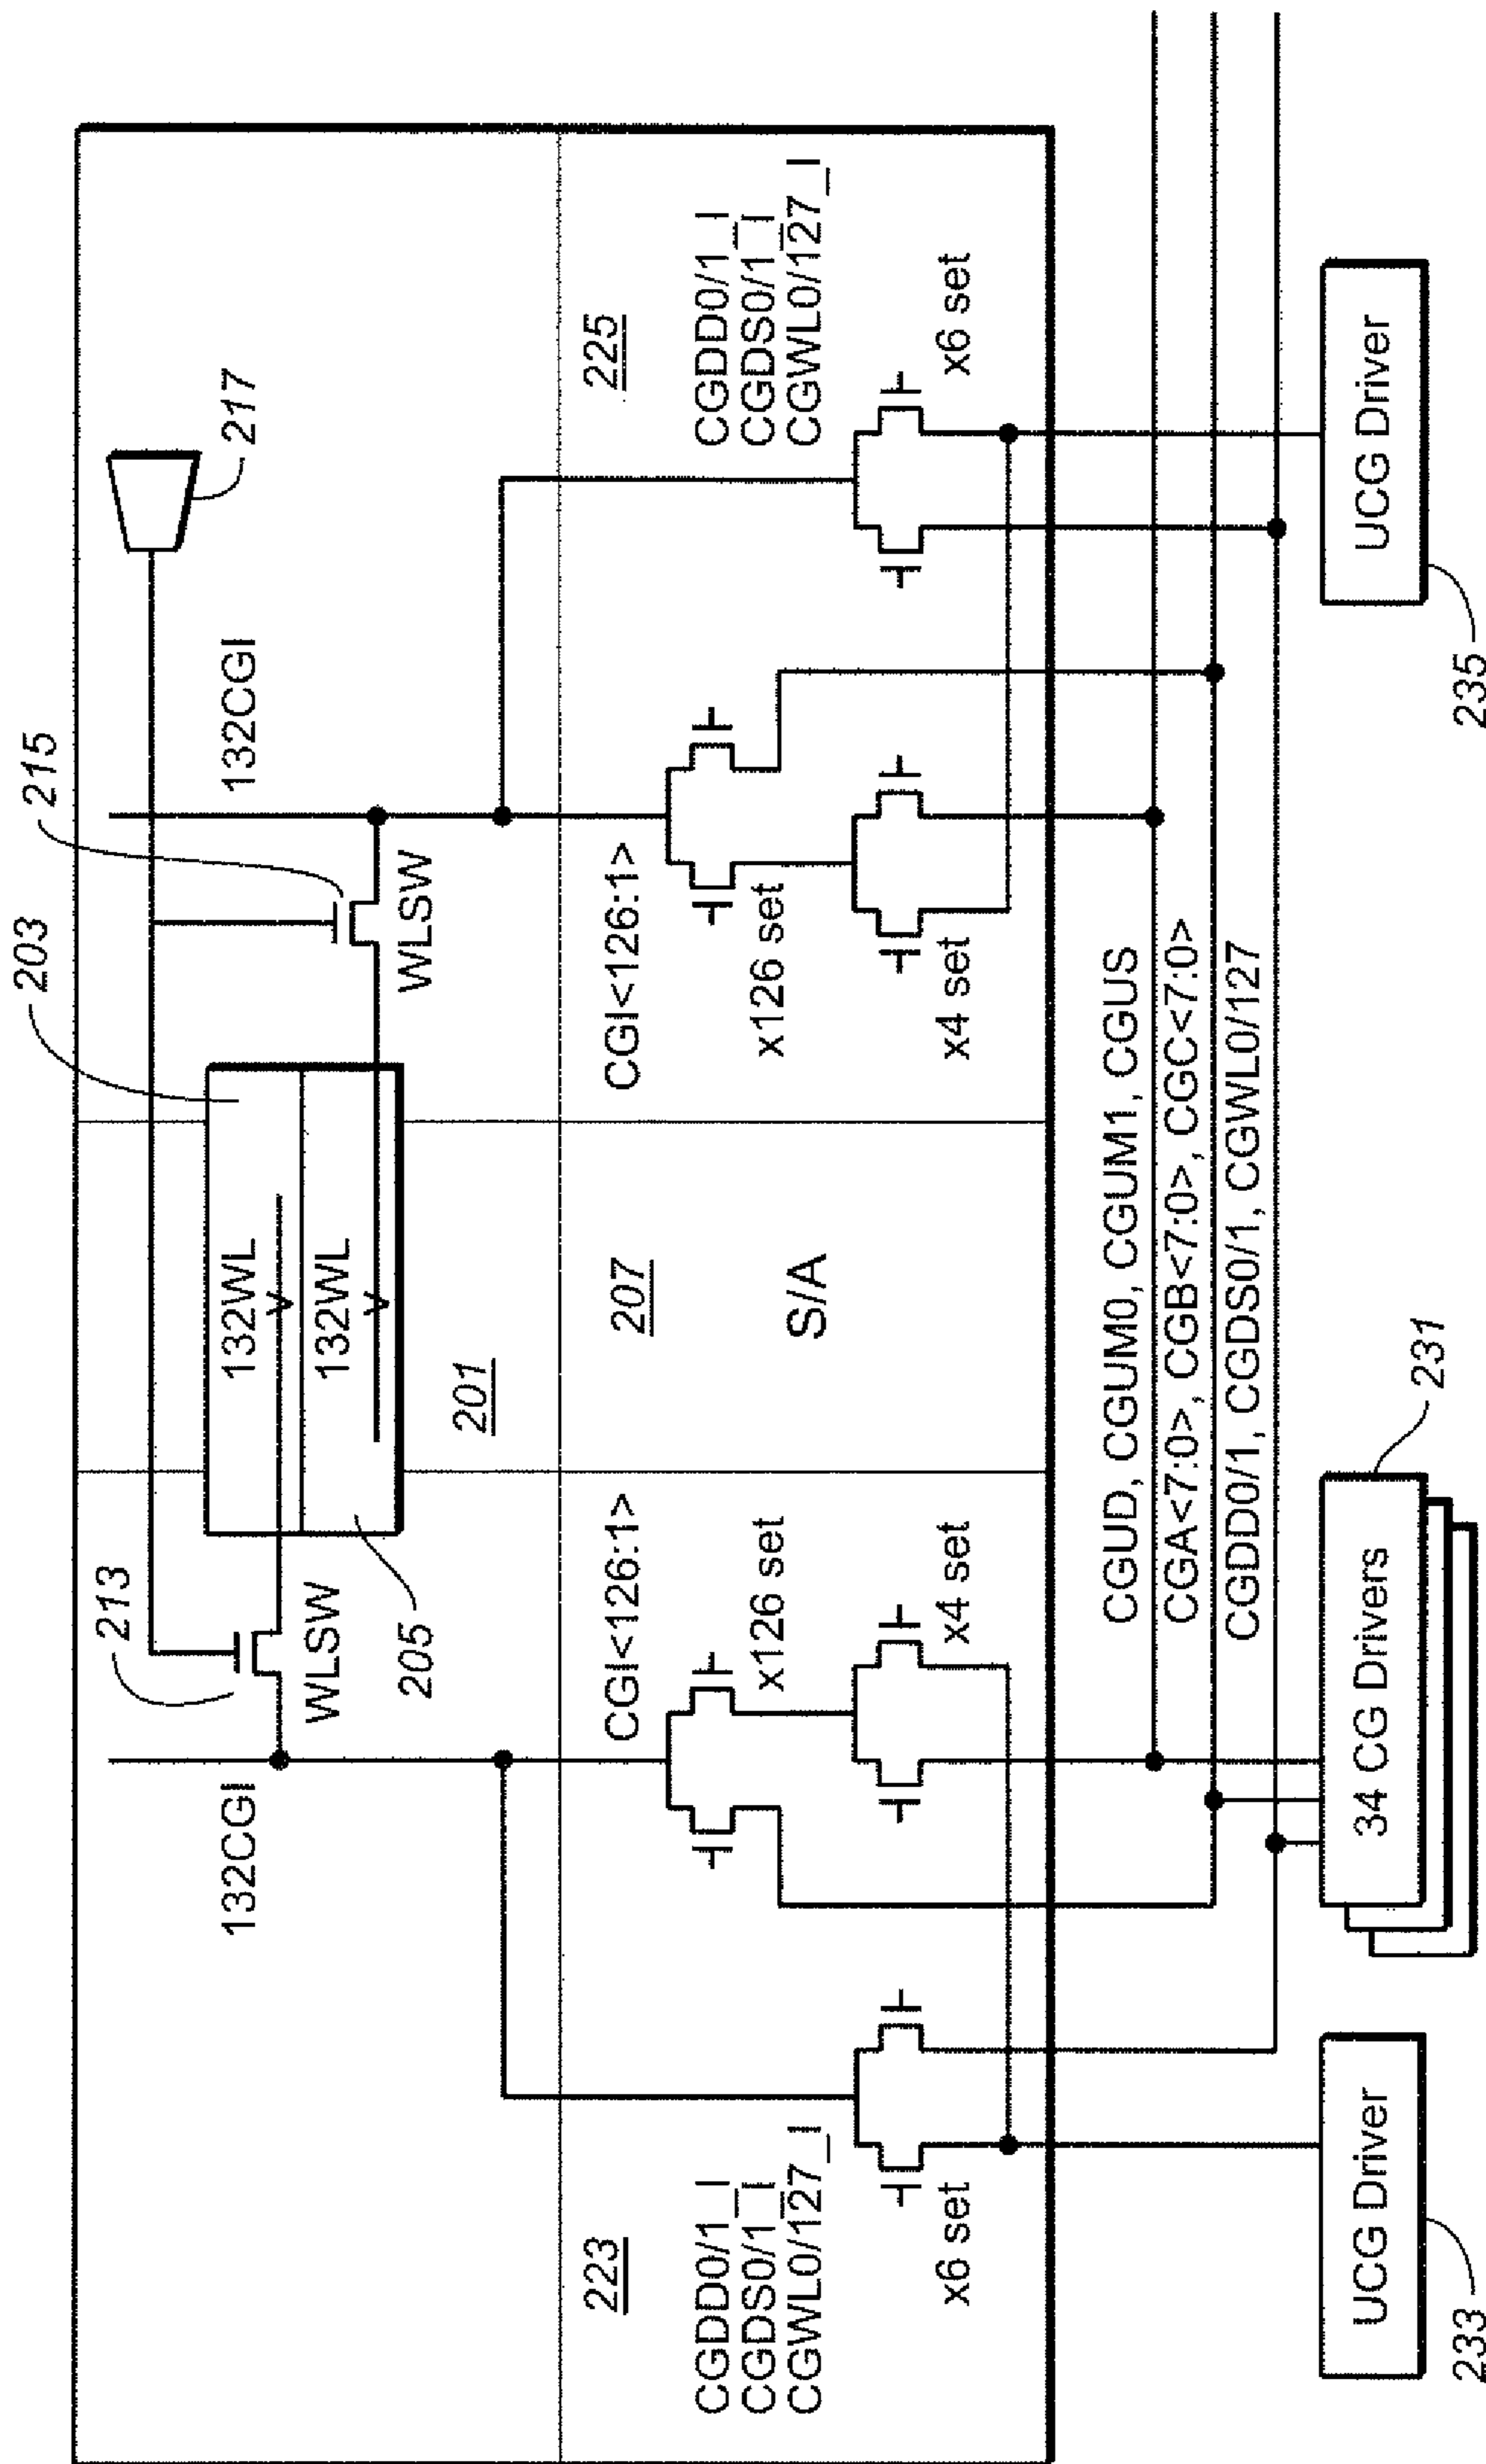 203
215
217
213
WLSW
132CGI
132WL
132WL
205
201
WLSW
132CGI
223
CGDD0/1_I
CGDS0/1_I
CGWL0/127_I
x6 set
CGI<126:1>
x126 set
x4 set
207
S/A
CGI<126:1>
x126 set
x4 set
225
CGDD0/1_I
CGDS0/1_I
CGWL0/127_I
x6 set
CGUD, CGUM0, CGUM1, CGUS
CGA<7:0>, CGB<7:0>, CGC<7:0>
CGDD0/1, CGDS0/1, CGWL0/127
UCG Driver
233
34 CG Drivers
231
UCG Driver
235